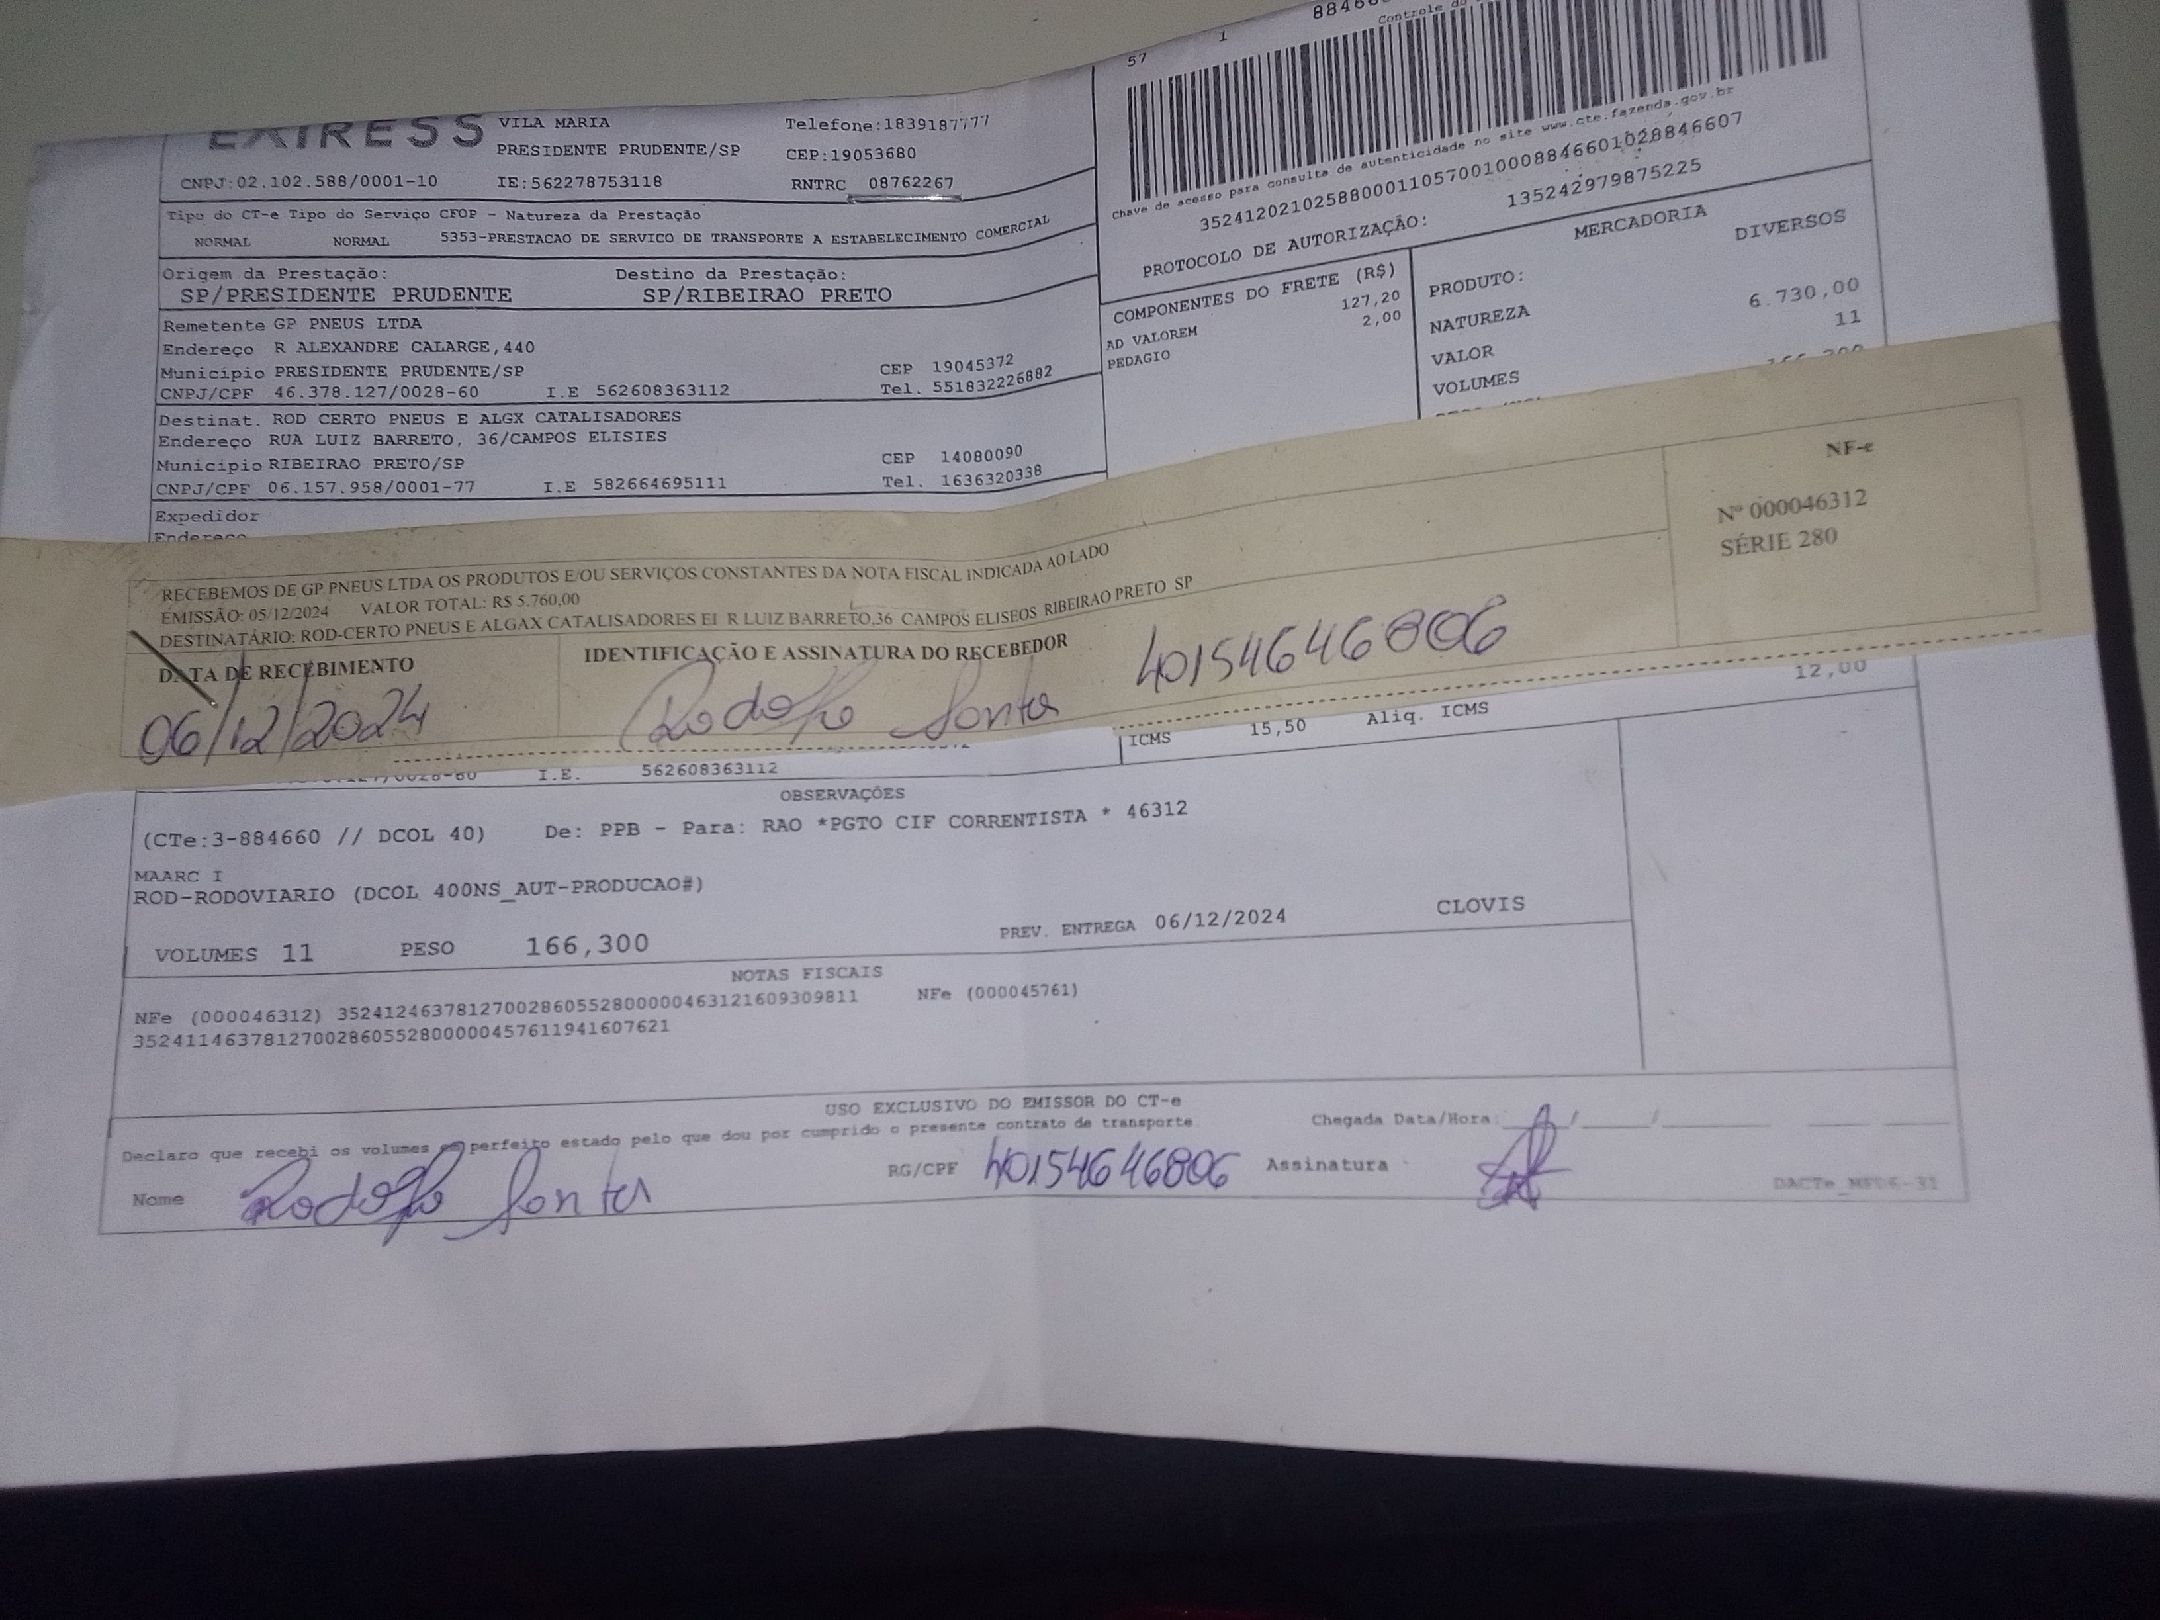 EXPRESS VILA MARIA Telefone:1839187777
PRESIDENTE PRUDENTE/SP CEP:19053680
CNPJ:02.102.588/0001-10 IE:562278753118 RNTRC 08762267
Tipo do CT-e Tipo do Serviço CFOP - Natureza da Prestação
NORMAL NORMAL 5353-PRESTACAO DE SERVICO DE TRANSPORTE A ESTABELECIMENTO COMERCIAL
Origem da Prestação: Destino da Prestação:
SP/PRESIDENTE PRUDENTE SP/RIBEIRAO PRETO
Remetente GP PNEUS LTDA
Endereço R ALEXANDRE CALARGE,440
Município PRESIDENTE PRUDENTE/SP CEP 19045372
CNPJ/CPF 46.378.127/0028-60 I.E 562608363112 Tel. 551832226882
Destinat. ROD CERTO PNEUS E ALGX CATALISADORES
Endereço RUA LUIZ BARRETO, 36/CAMPOS ELISIES
Município RIBEIRAO PRETO/SP CEP 14080090
CNPJ/CPF 06.157.958/0001-77 I.E 582664695111 Tel. 1636320338
Expedidor
Endereço
57 1 88466
Controle do
Chave de acesso para consulta de autenticidade no site www.cte.fazenda.gov.br
35241202102588000110570010008846601028846607
PROTOCOLO DE AUTORIZAÇÃO: 135242979875225
COMPONENTES DO FRETE (R$)
AD VALOREM 127,20
PEDAGIO 2,00
MERCADORIA
PRODUTO: DIVERSOS
NATUREZA
VALOR 6.730,00
VOLUMES 11
166,300
RECEBEMOS DE GP PNEUS LTDA OS PRODUTOS E/OU SERVIÇOS CONSTANTES DA NOTA FISCAL INDICADA AO LADO
EMISSÃO: 05/12/2024 VALOR TOTAL: R$ 5.760,00
DESTINATÁRIO: ROD-CERTO PNEUS E ALGAX CATALISADORES EI R LUIZ BARRETO,36 CAMPOS ELISEOS RIBEIRAO PRETO SP
DATA DE RECEBIMENTO IDENTIFICAÇÃO E ASSINATURA DO RECEBEDOR
06/12/2024 Rodolfo 40154646806
NF-e
Nº 000046312
SÉRIE 280
ICMS 15,50 Aliq. ICMS 12,00
/0028-60 I.E. 562608363112
OBSERVAÇÕES
(CTe:3-884660 // DCOL 40) De: PPB - Para: RAO *PGTO CIF CORRENTISTA * 46312
MAARC I
ROD-RODOVIARIO (DCOL 400NS_AUT-PRODUCAO#)
VOLUMES 11 PESO 166,300 PREV. ENTREGA 06/12/2024 CLOVIS
NOTAS FISCAIS
NFe (000046312) 35241246378127002860552800000463121609309811 NFe (000045761)
35241146378127002860552800000457611941607621
USO EXCLUSIVO DO EMISSOR DO CT-e
Declaro que recebi os volumes em perfeito estado pelo que dou por cumprido o presente contrato de transporte Chegada Data/Hora: / /
Nome Rodolfo RG/CPF 40154646806 Assinatura
DACTe_MF06-31